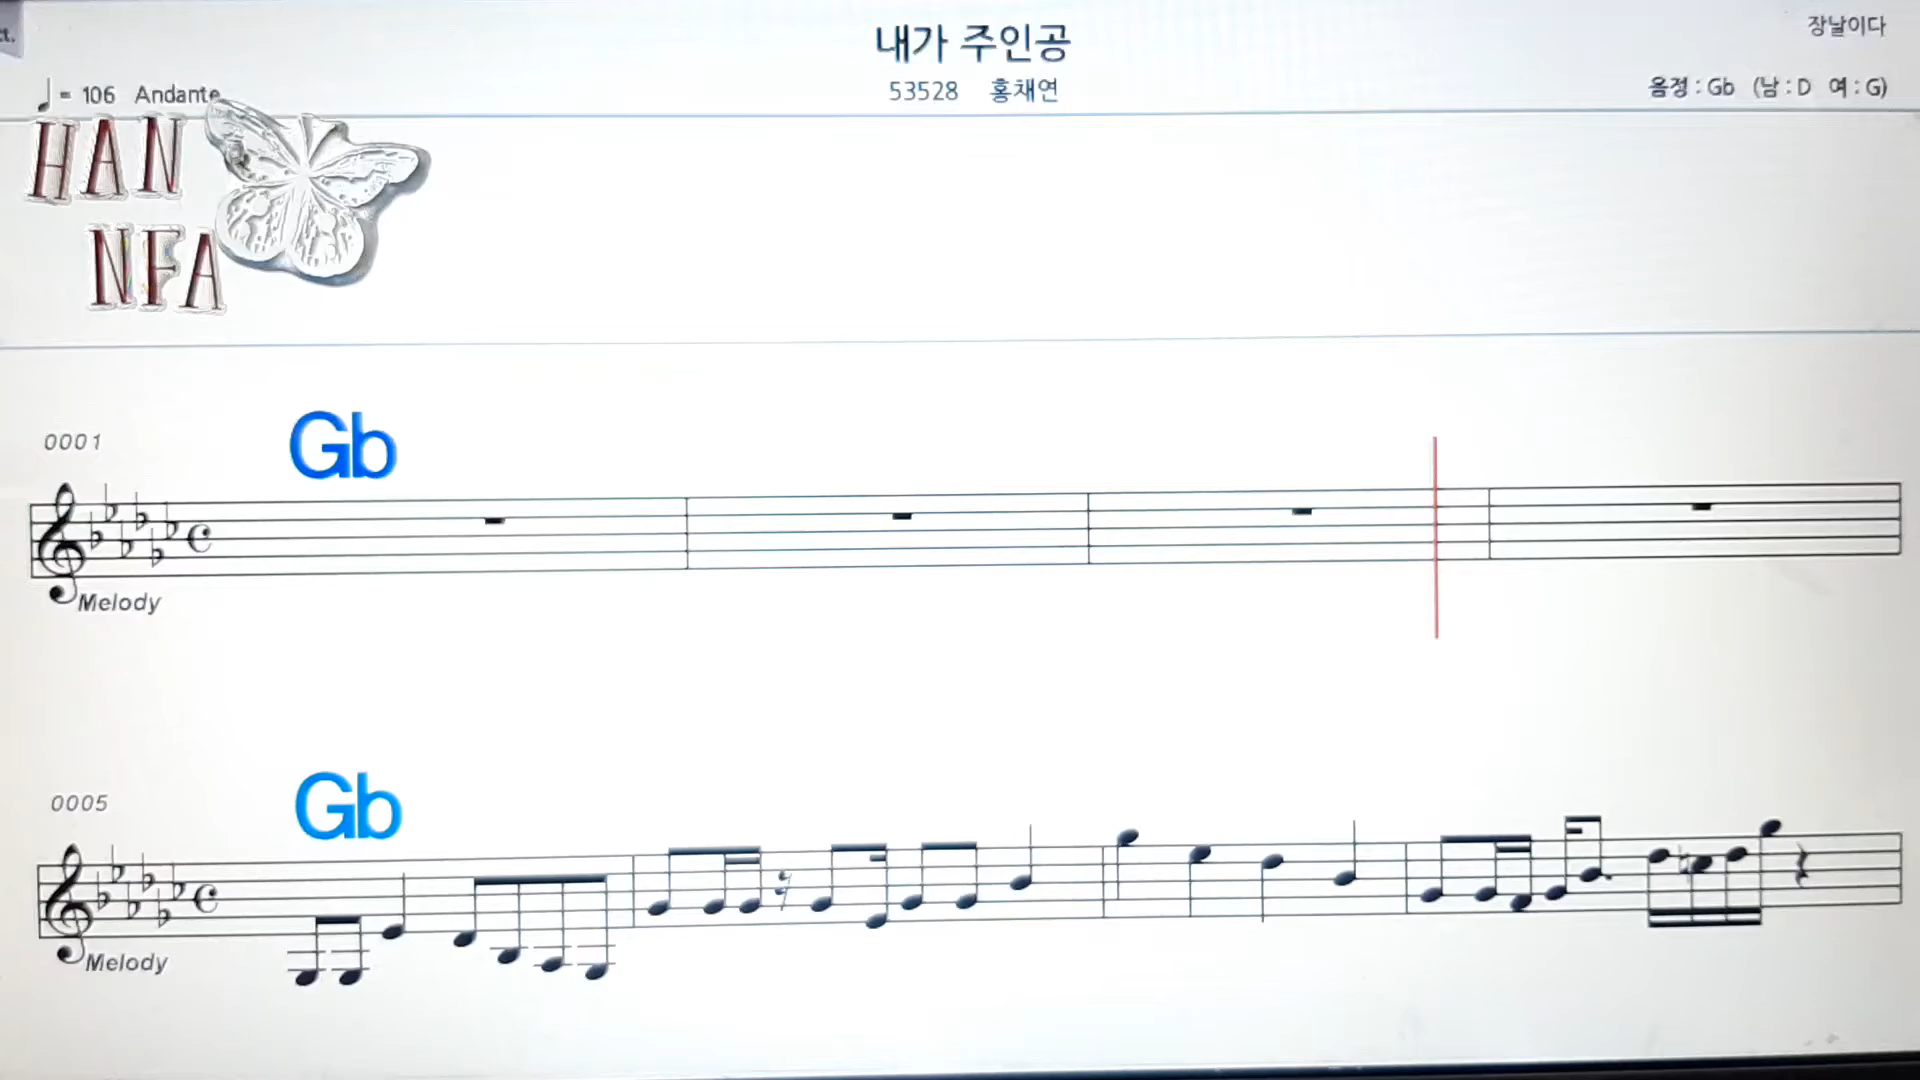 ct.
장날이다
내가 주인공
53528 홍채연
♩ = 106 Andante
음정 : Gb (남 : D 여 : G)
HAN
NFA
0001
Gb
Melody
0005
Gb
Melody